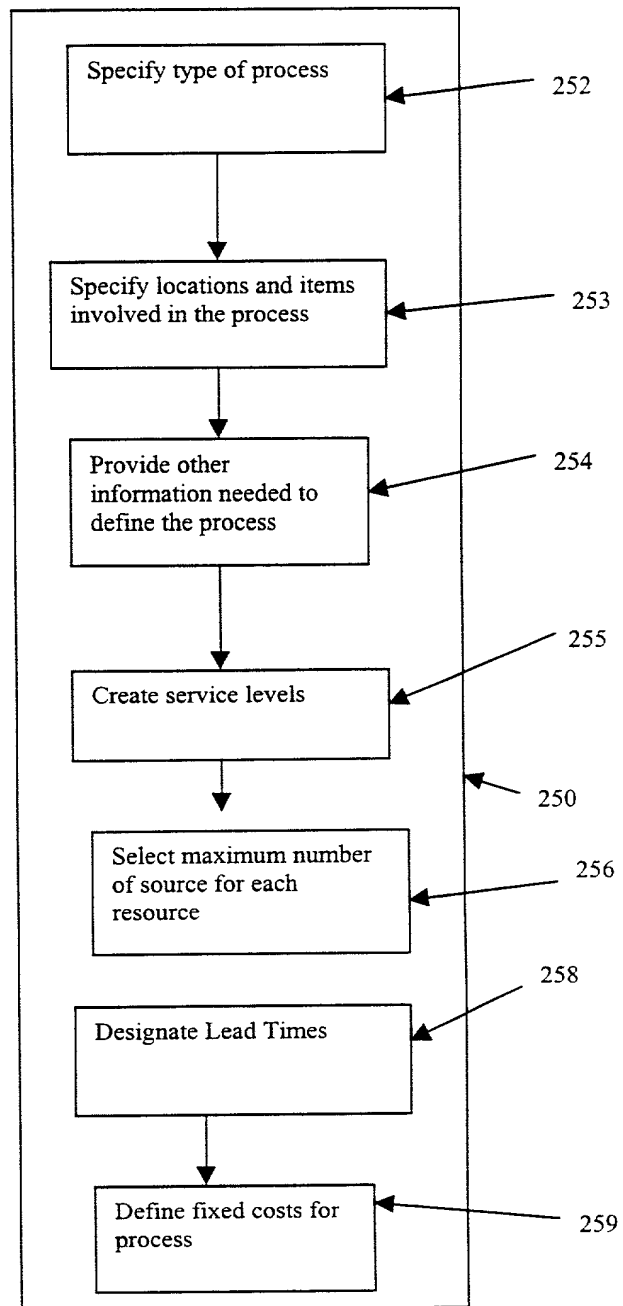 Specify type of process
252
Specify locations and items
involved in the process
253
Provide other
information needed to
define the process
254
255
Create service levels
250
Select maximum number
of source for each
resource
256
258
Designate Lead Times
Define fixed costs for
process
259